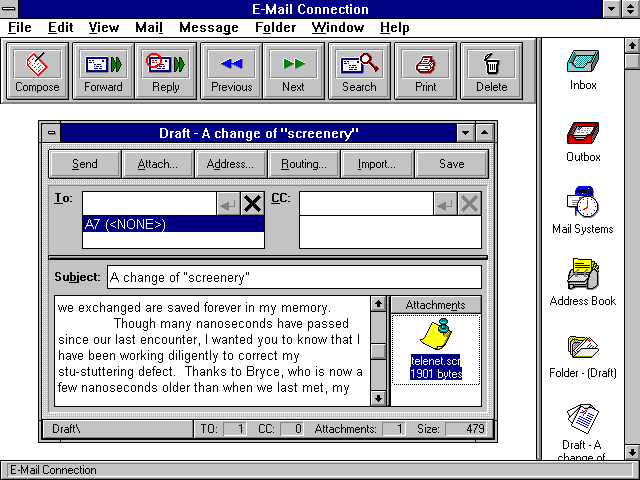 E-Mail Connection
File Edit View Mail Message Folder Window Help
Compose Forward Reply Previous Next Search Print Delete
Inbox
Outbox
Mail Systems
Address Book
Folder - (Draft)
Draft - A
change of
Draft - A change of "screenery"
Send Attach... Address... Routing... Import... Save
To: CC:
A7 (<NONE>)
Subject: A change of "screenery"
we exchanged are saved forever in my memory.
Though many nanoseconds have passed
since our last encounter, I wanted you to know that I
have been working diligently to correct my
stu-stuttering defect. Thanks to Bryce, who is now a
few nanoseconds older than when we last met, my
Attachments
telenet.scr
1901 bytes
Draft\ TO: 1 CC: 0 Attachments: 1 Size: 479
E-Mail Connection